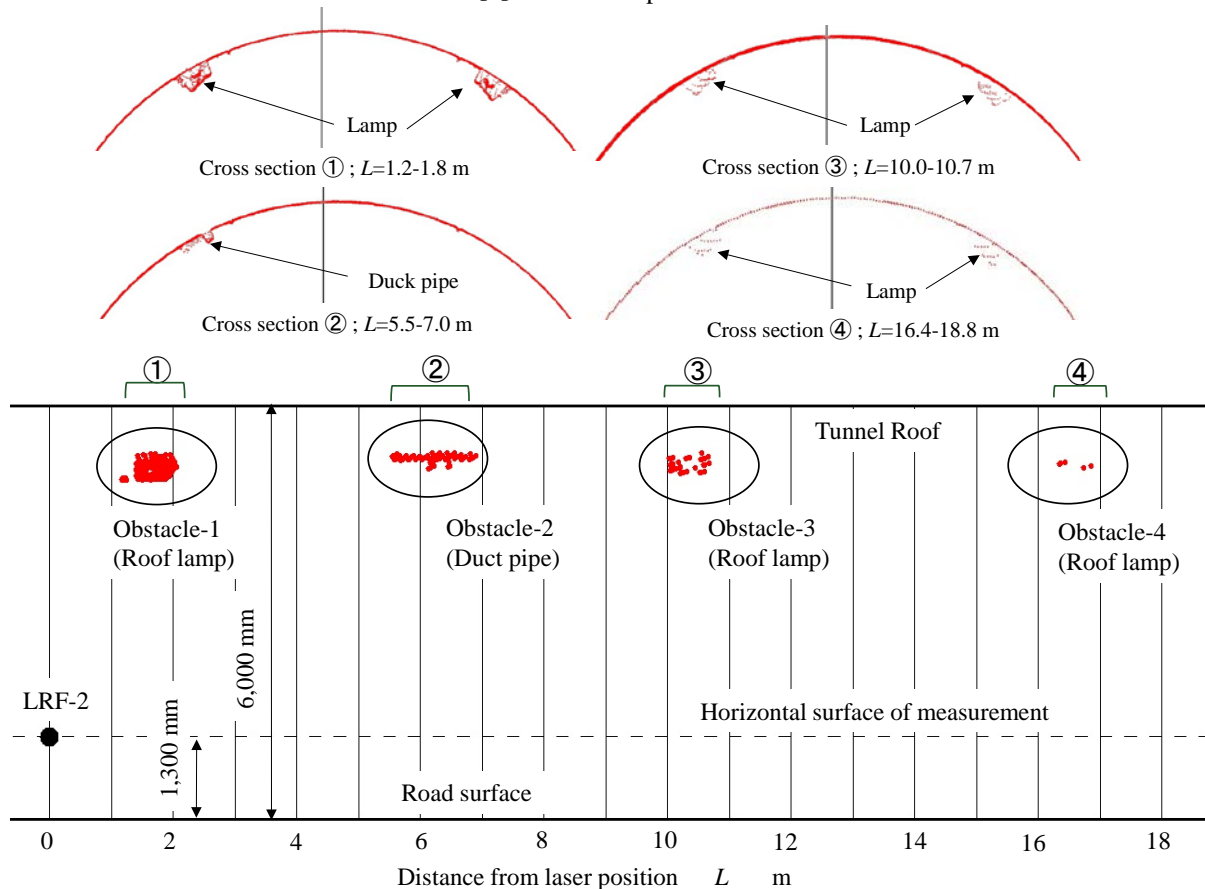 Lamp
Cross section ① ; L=1.2-1.8 m
Lamp
Cross section ③ ; L=10.0-10.7 m
Duck pipe
Cross section ② ; L=5.5-7.0 m
Lamp
Cross section ④ ; L=16.4-18.8 m
①
②
③
④
Tunnel Roof
Obstacle-1
(Roof lamp)
Obstacle-2
(Duct pipe)
Obstacle-3
(Roof lamp)
Obstacle-4
(Roof lamp)
6,000 mm
LRF-2
1,300 mm
Horizontal surface of measurement
Road surface
0 2 4 6 8 10 12 14 16 18
Distance from laser position L m